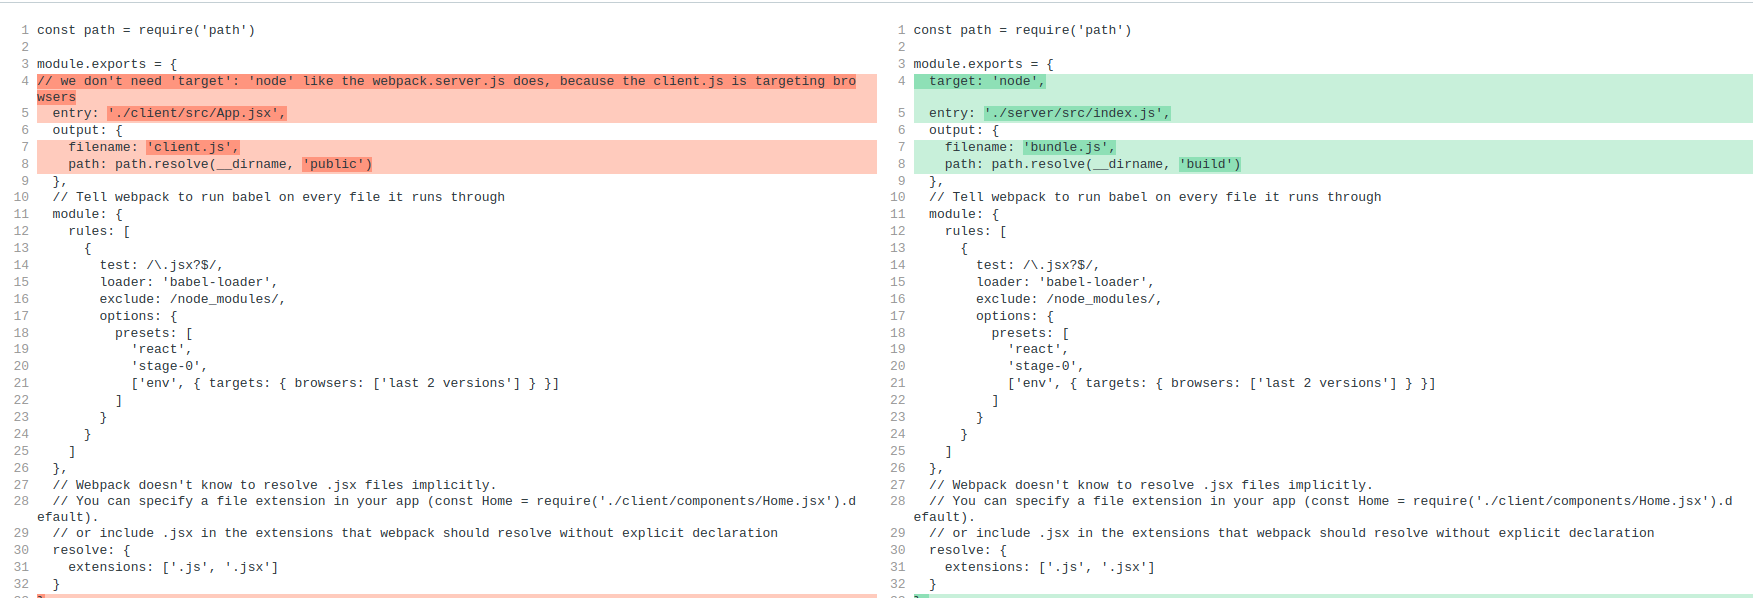 1 const path = require('path')
2
3 module.exports = {
4 // we don't need 'target': 'node' like the webpack.server.js does, because the client.js is targeting bro
wsers
5   entry: './client/src/App.jsx',
6   output: {
7     filename: 'client.js',
8     path: path.resolve(__dirname, 'public')
9   },
10   // Tell webpack to run babel on every file it runs through
11   module: {
12     rules: [
13       {
14         test: /\.jsx?$/,
15         loader: 'babel-loader',
16         exclude: /node_modules/,
17         options: {
18           presets: [
19             'react',
20             'stage-0',
21             ['env', { targets: { browsers: ['last 2 versions'] } }]
22           ]
23         }
24       }
25     ]
26   },
27   // Webpack doesn't know to resolve .jsx files implicitly.
28   // You can specify a file extension in your app (const Home = require('./client/components/Home.jsx').d
efault).
29   // or include .jsx in the extensions that webpack should resolve without explicit declaration
30   resolve: {
31     extensions: ['.js', '.jsx']
32   }
1 const path = require('path')
2
3 module.exports = {
4   target: 'node',
5   entry: './server/src/index.js',
6   output: {
7     filename: 'bundle.js',
8     path: path.resolve(__dirname, 'build')
9   },
10   // Tell webpack to run babel on every file it runs through
11   module: {
12     rules: [
13       {
14         test: /\.jsx?$/,
15         loader: 'babel-loader',
16         exclude: /node_modules/,
17         options: {
18           presets: [
19             'react',
20             'stage-0',
21             ['env', { targets: { browsers: ['last 2 versions'] } }]
22           ]
23         }
24       }
25     ]
26   },
27   // Webpack doesn't know to resolve .jsx files implicitly.
28   // You can specify a file extension in your app (const Home = require('./client/components/Home.jsx').d
efault).
29   // or include .jsx in the extensions that webpack should resolve without explicit declaration
30   resolve: {
31     extensions: ['.js', '.jsx']
32   }